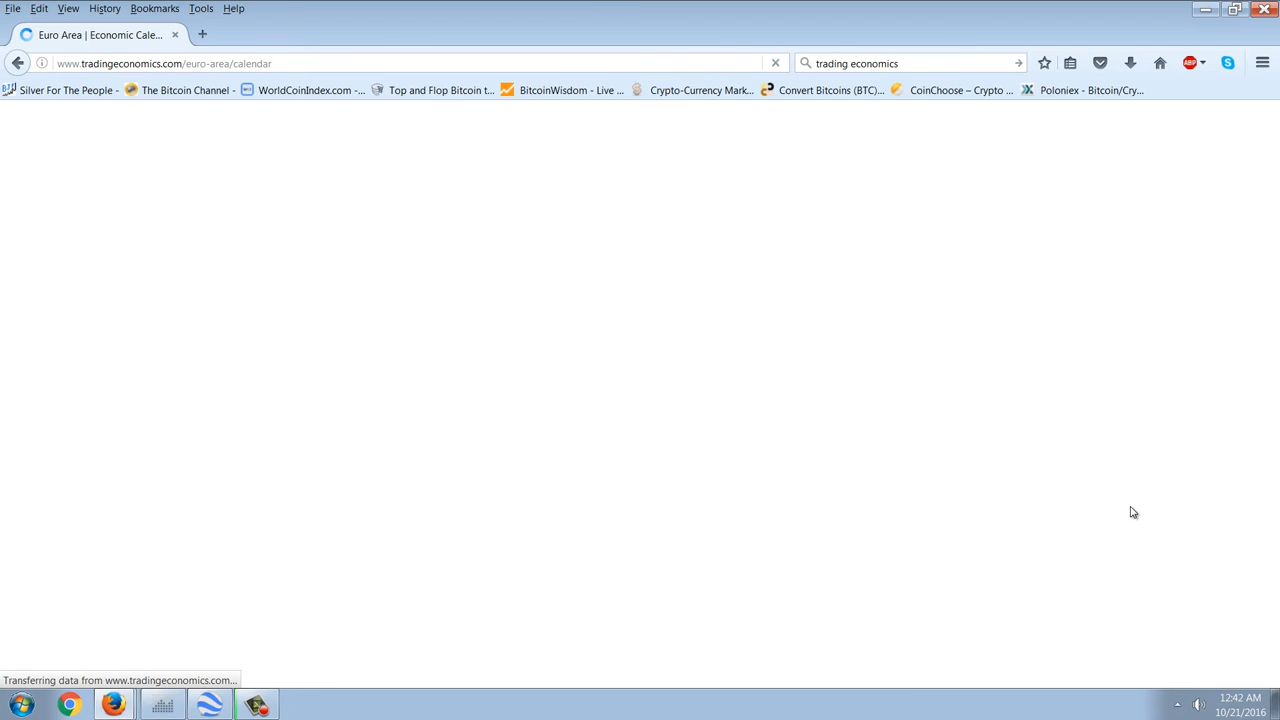 File Edit View History Bookmarks Tools Help
Euro Area | Economic Cale...
www.tradingeconomics.com/euro-area/calendar
trading economics
ABP
Silver For The People - The Bitcoin Channel - WorldCoinIndex.com -... Top and Flop Bitcoin t... BitcoinWisdom - Live ... Crypto-Currency Mark... Convert Bitcoins (BTC)... CoinChoose – Crypto ... Poloniex - Bitcoin/Cry...
Transferring data from www.tradingeconomics.com...
12:42 AM
10/21/2016